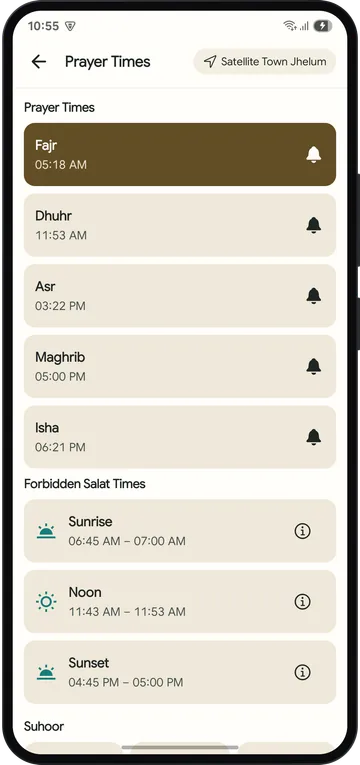 10:55
Prayer Times
Satellite Town Jhelum
Prayer Times
Fajr
05:18 AM
Dhuhr
11:53 AM
Asr
03:22 PM
Maghrib
05:00 PM
Isha
06:21 PM
Forbidden Salat Times
Sunrise
06:45 AM – 07:00 AM
Noon
11:43 AM – 11:53 AM
Sunset
04:45 PM – 05:00 PM
Suhoor